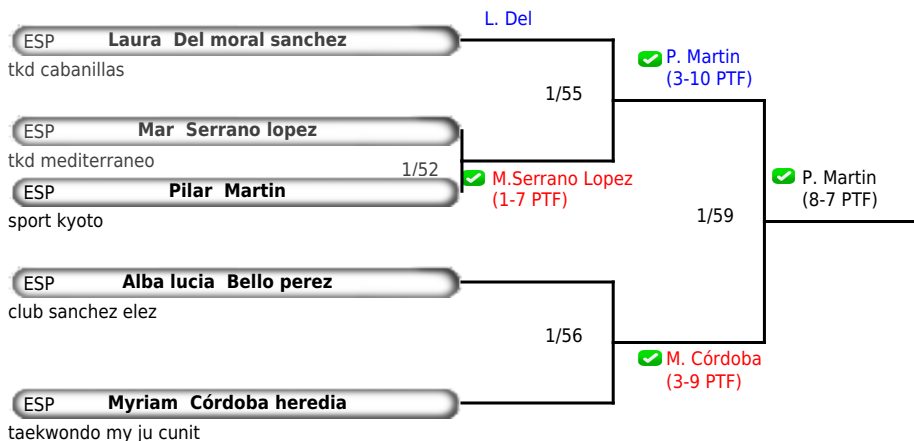 L. Del
ESP Laura Del moral sanchez
tkd cabanillas
P. Martin
(3-10 PTF)
1/55
ESP Mar Serrano lopez
tkd mediterraneo
1/52
M.Serrano Lopez
(1-7 PTF)
P. Martin
(8-7 PTF)
ESP Pilar Martin
sport kyoto
1/59
ESP Alba lucia Bello perez
club sanchez elez
1/56
M. Córdoba
(3-9 PTF)
ESP Myriam Córdoba heredia
taekwondo my ju cunit